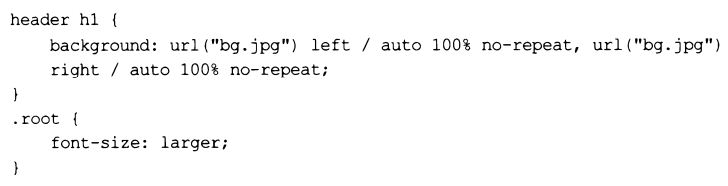 header h1 {
    background: url("bg.jpg") left / auto 100% no-repeat, url("bg.jpg")
    right / auto 100% no-repeat;
}
.root {
    font-size: larger;
}